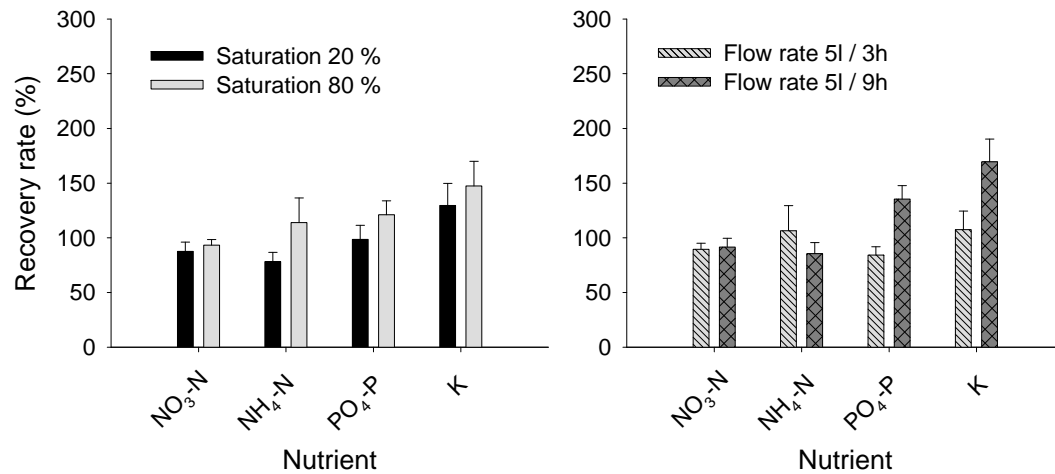 300
250
200
150
100
50
0
Recovery rate (%)
Saturation 20 %
Saturation 80 %
NO₃-N
NH₄-N
PO₄-P
K
Nutrient
300
250
200
150
100
50
0
Flow rate 5l / 3h
Flow rate 5l / 9h
NO₃-N
NH₄-N
PO₄-P
K
Nutrient